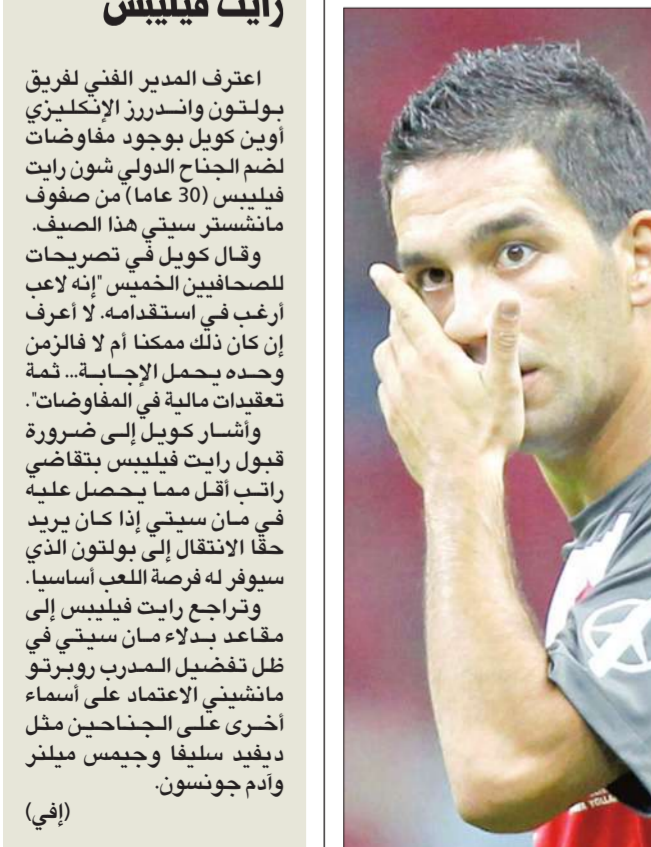 رايت فيليبس
اعترف المدير الفني لفريق
بولتون واندررز الإنكليزي
أوين كويل بوجود مفاوضات
لضم الجناح الدولي شون رايت
فيليبس (30 عاما) من صفوف
مانشستر سيتي هذا الصيف.
وقال كويل في تصريحات
للصحافيين الخميس "إنه لاعب
أرغب في استقدامه. لا أعرف
إن كان ذلك ممكنا أم لا فالزمن
وحده يحمل الإجابة... ثمة
تعقيدات مالية في المفاوضات".
وأشار كويل إلى ضرورة
قبول رايت فيليبس بتقاضي
راتب أقل مما يحصل عليه
في مان سيتي إذا كان يريد
حقا الانتقال إلى بولتون الذي
سيوفر له فرصة اللعب أساسيا.
وتراجع رايت فيليبس إلى
مقاعد بدلاء مان سيتي في
ظل تفضيل المدرب روبرتو
مانشيني الاعتماد على أسماء
أخرى على الجناحين مثل
ديفيد سليفا وجيمس ميلنر
وآدم جونسون.
(إفي)